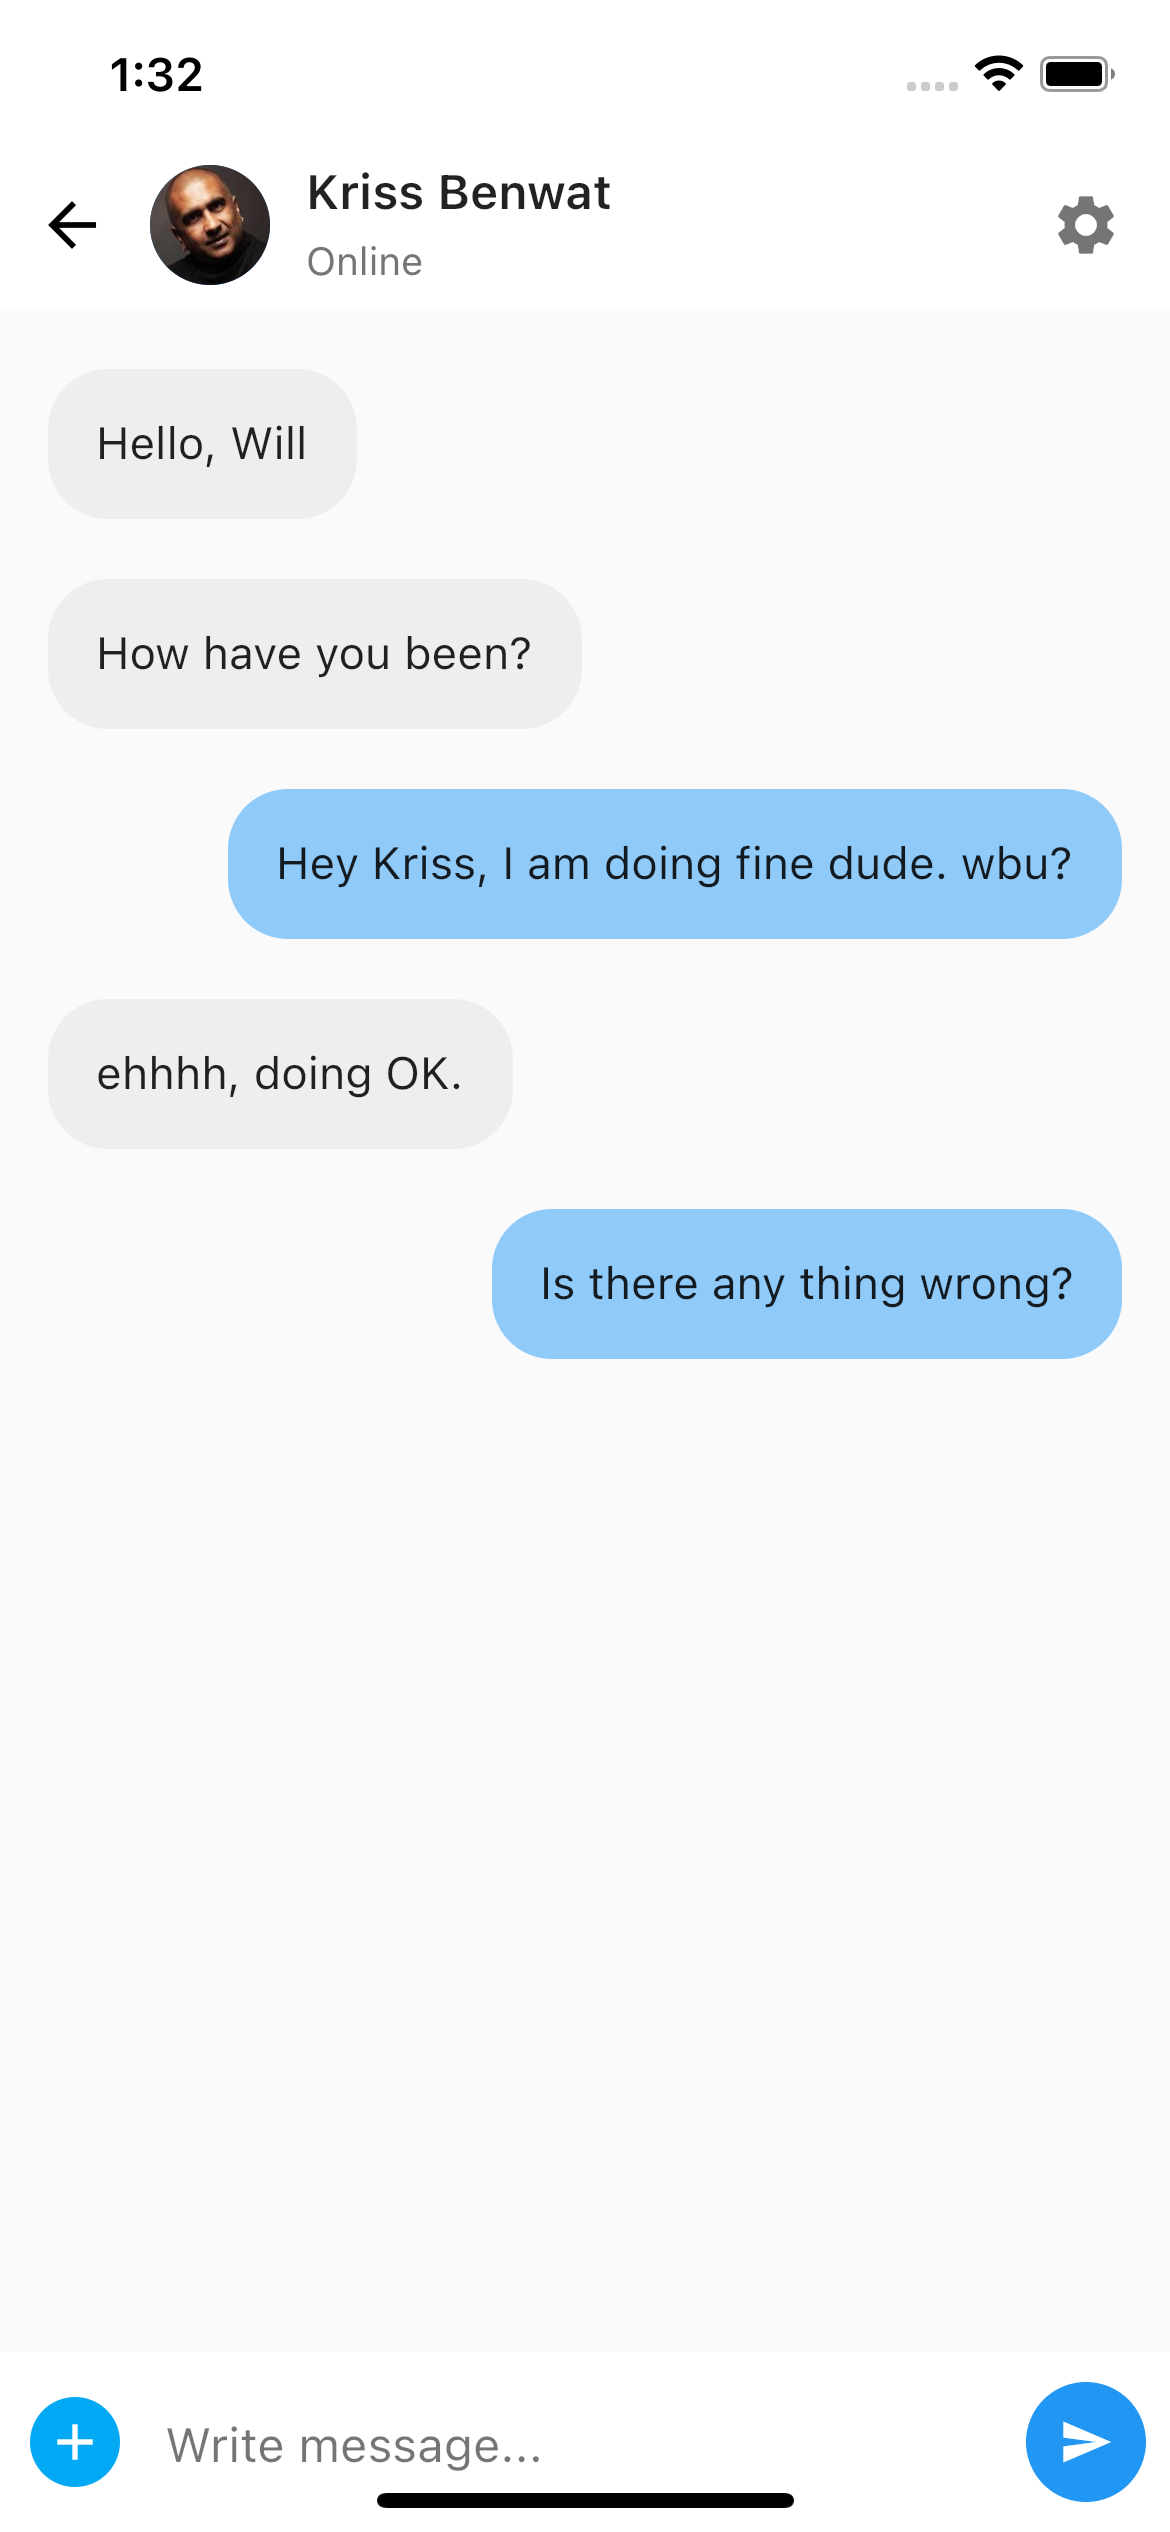 1:32
Kriss Benwat
Online
Hello, Will
How have you been?
Hey Kriss, I am doing fine dude. wbu?
ehhhh, doing OK.
Is there any thing wrong?
Write message...